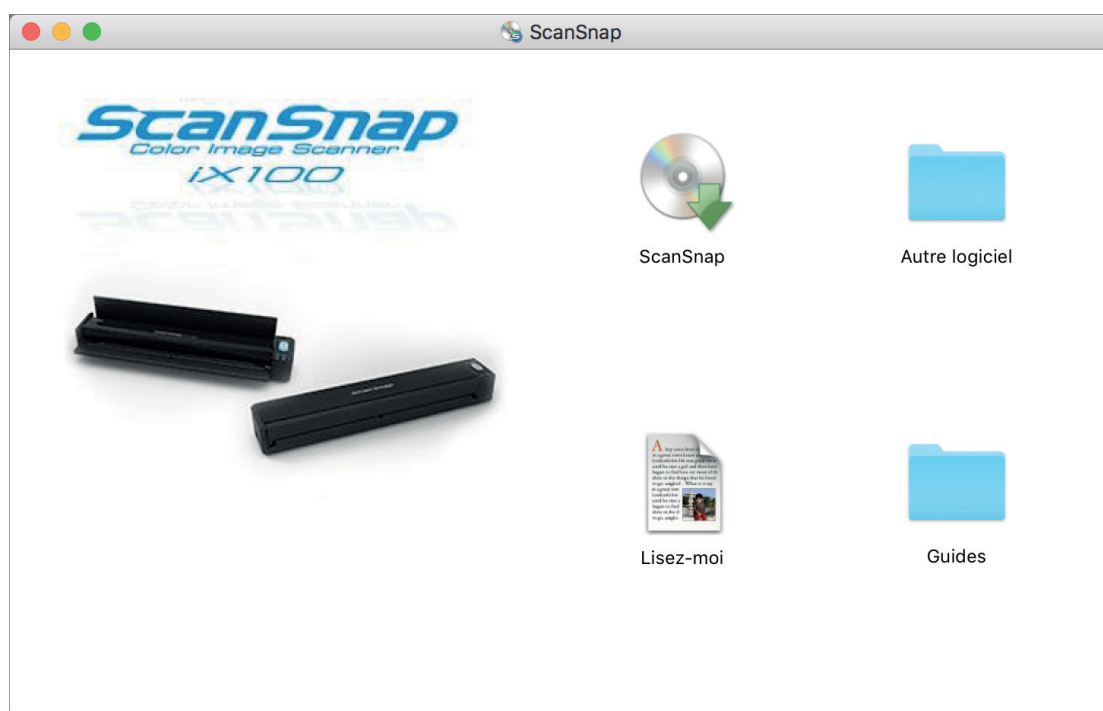 ScanSnap
ScanSnap
Color Image Scanner
iX100
ScanSnap
Autre logiciel
Lisez-moi
Guides